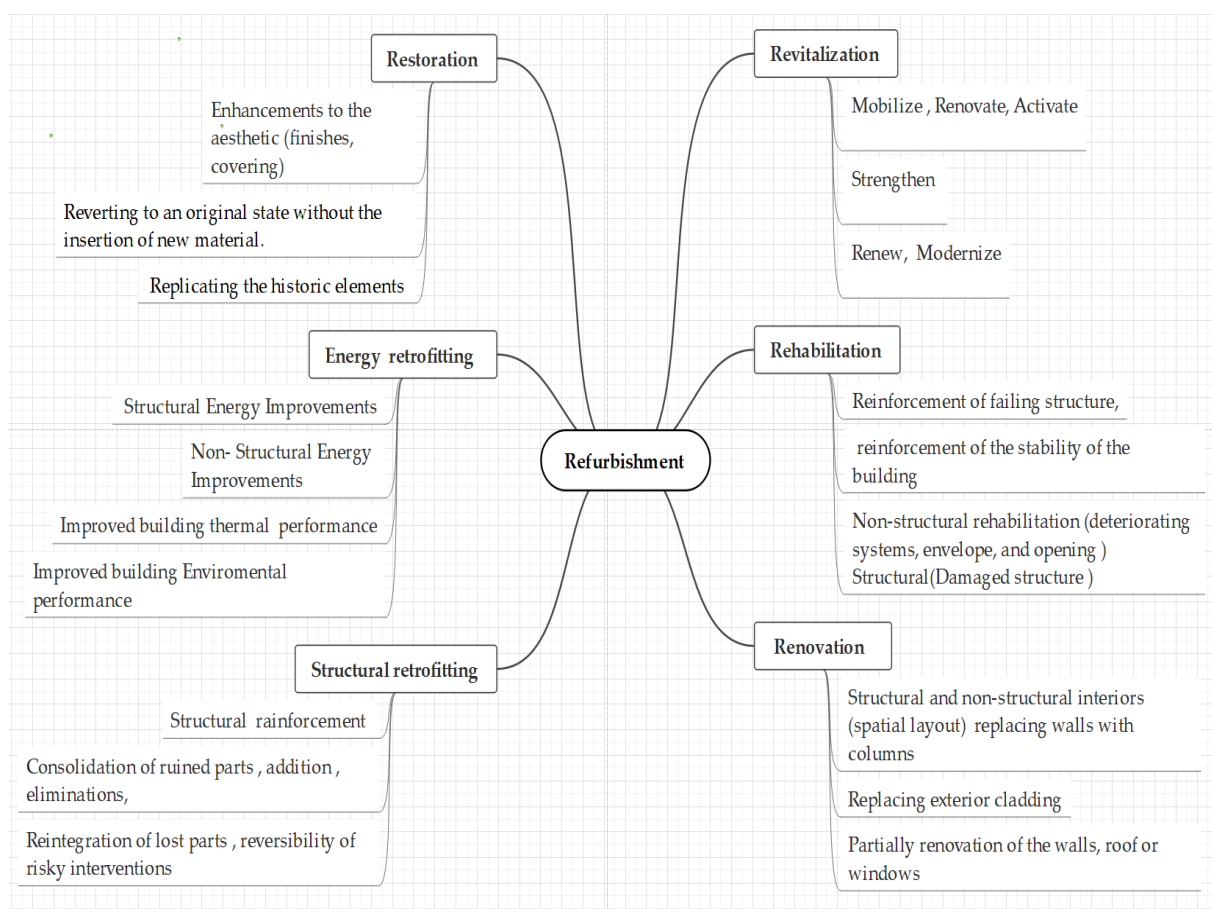 Restoration
Enhancements to the
aesthetic (finishes,
covering)
Reverting to an original state without the
insertion of new material.
Replicating the historic elements
Energy retrofitting
Structural Energy Improvements
Non- Structural Energy
Improvements
Improved building thermal performance
Improved building Enviromental
performance
Structural retrofitting
Structural rainforcement
Consolidation of ruined parts , addition ,
eliminations,
Reintegration of lost parts , reversibility of
risky interventions
Refurbishment
Revitalization
Mobilize , Renovate, Activate
Strengthen
Renew, Modernize
Rehabilitation
Reinforcement of failing structure,
reinforcement of the stability of the
building
Non-structural rehabilitation (deteriorating
systems, envelope, and opening )
Structural(Damaged structure )
Renovation
Structural and non-structural interiors
(spatial layout) replacing walls with
columns
Replacing exterior cladding
Partially renovation of the walls, roof or
windows